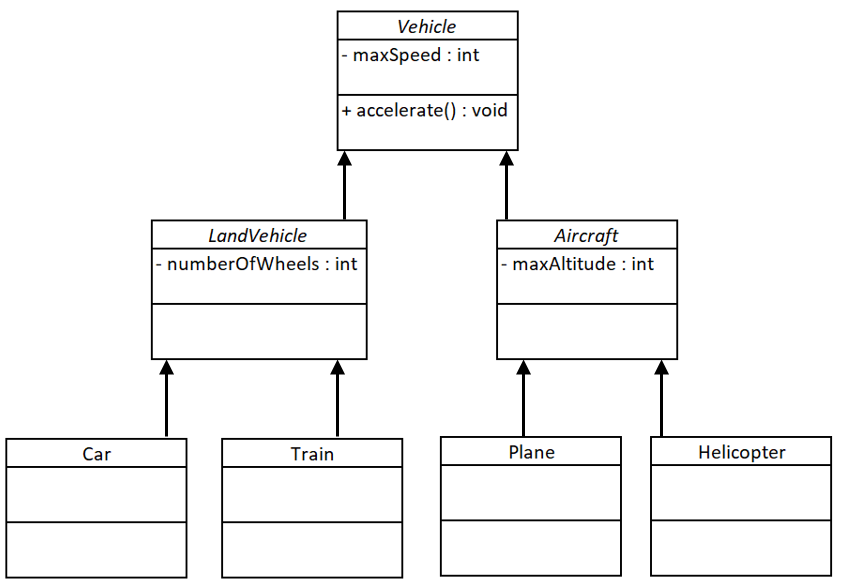 Vehicle
- maxSpeed : int
+ accelerate() : void
LandVehicle
- numberOfWheels : int
Aircraft
- maxAltitude : int
Car
Train
Plane
Helicopter